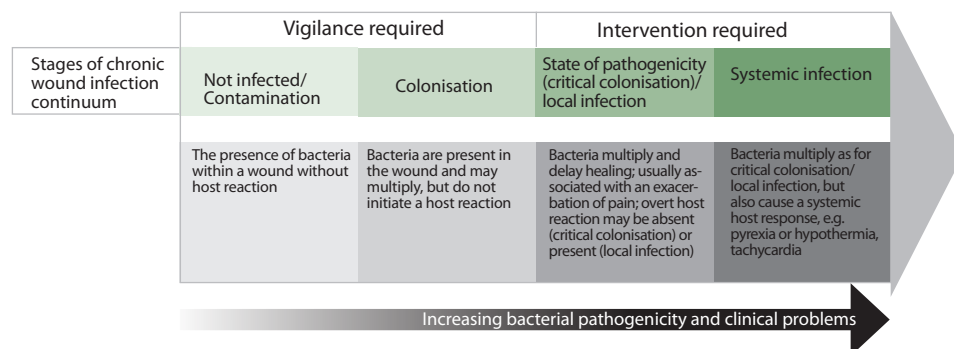 Vigilance required
Intervention required
Stages of chronic
wound infection
continuum
Not infected/
Contamination
Colonisation
State of pathogenicity
(critical colonisation)/
local infection
Systemic infection
The presence of bacteria
within a wound without
host reaction
Bacteria are present in
the wound and may
multiply, but do not
initiate a host reaction
Bacteria multiply and
delay healing; usually as-
sociated with an exacer-
bation of pain; overt host
reaction may be absent
(critical colonisation) or
present (local infection)
Bacteria multiply as for
critical colonisation/
local infection, but
also cause a systemic
host response, e.g.
pyrexia or hypothermia,
tachycardia
Increasing bacterial pathogenicity and clinical problems